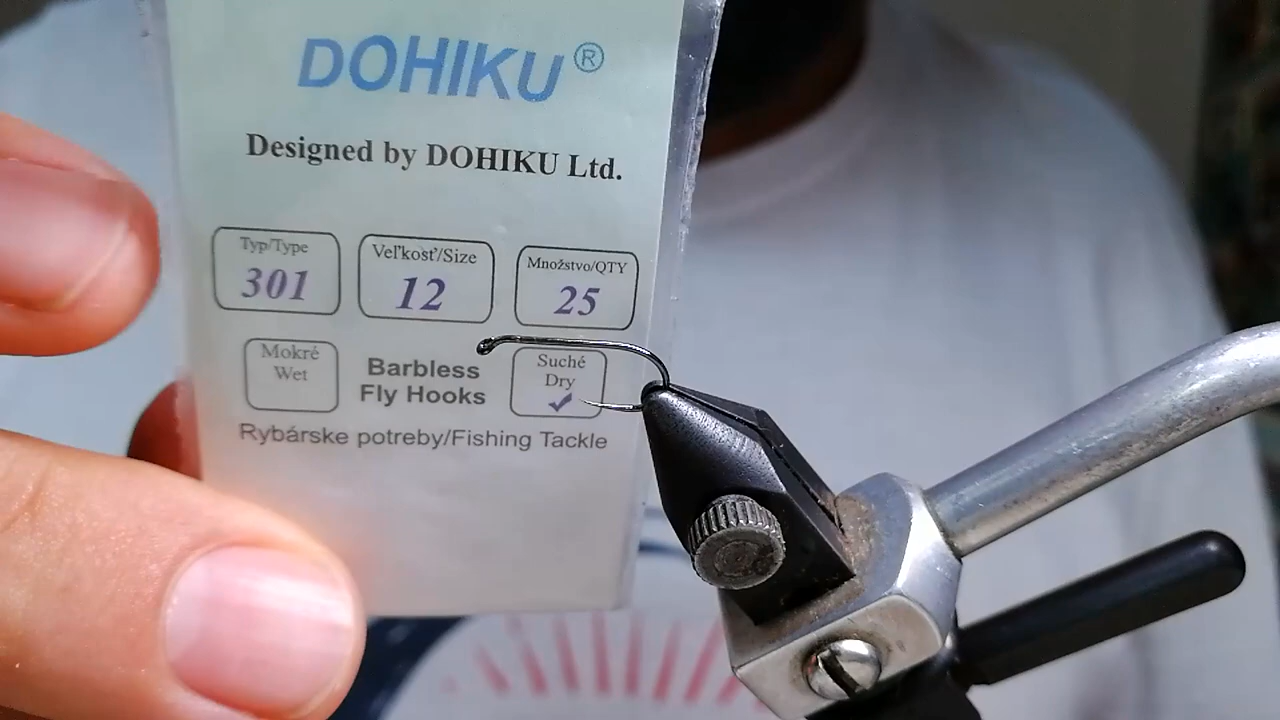 DOHIKU®
Designed by DOHIKU Ltd.
Typ/Type
301
Veľkosť/Size
12
Množstvo/QTY
25
Mokré
Wet
Barbless
Fly Hooks
Suché
Dry
Rybárske potreby/Fishing Tackle